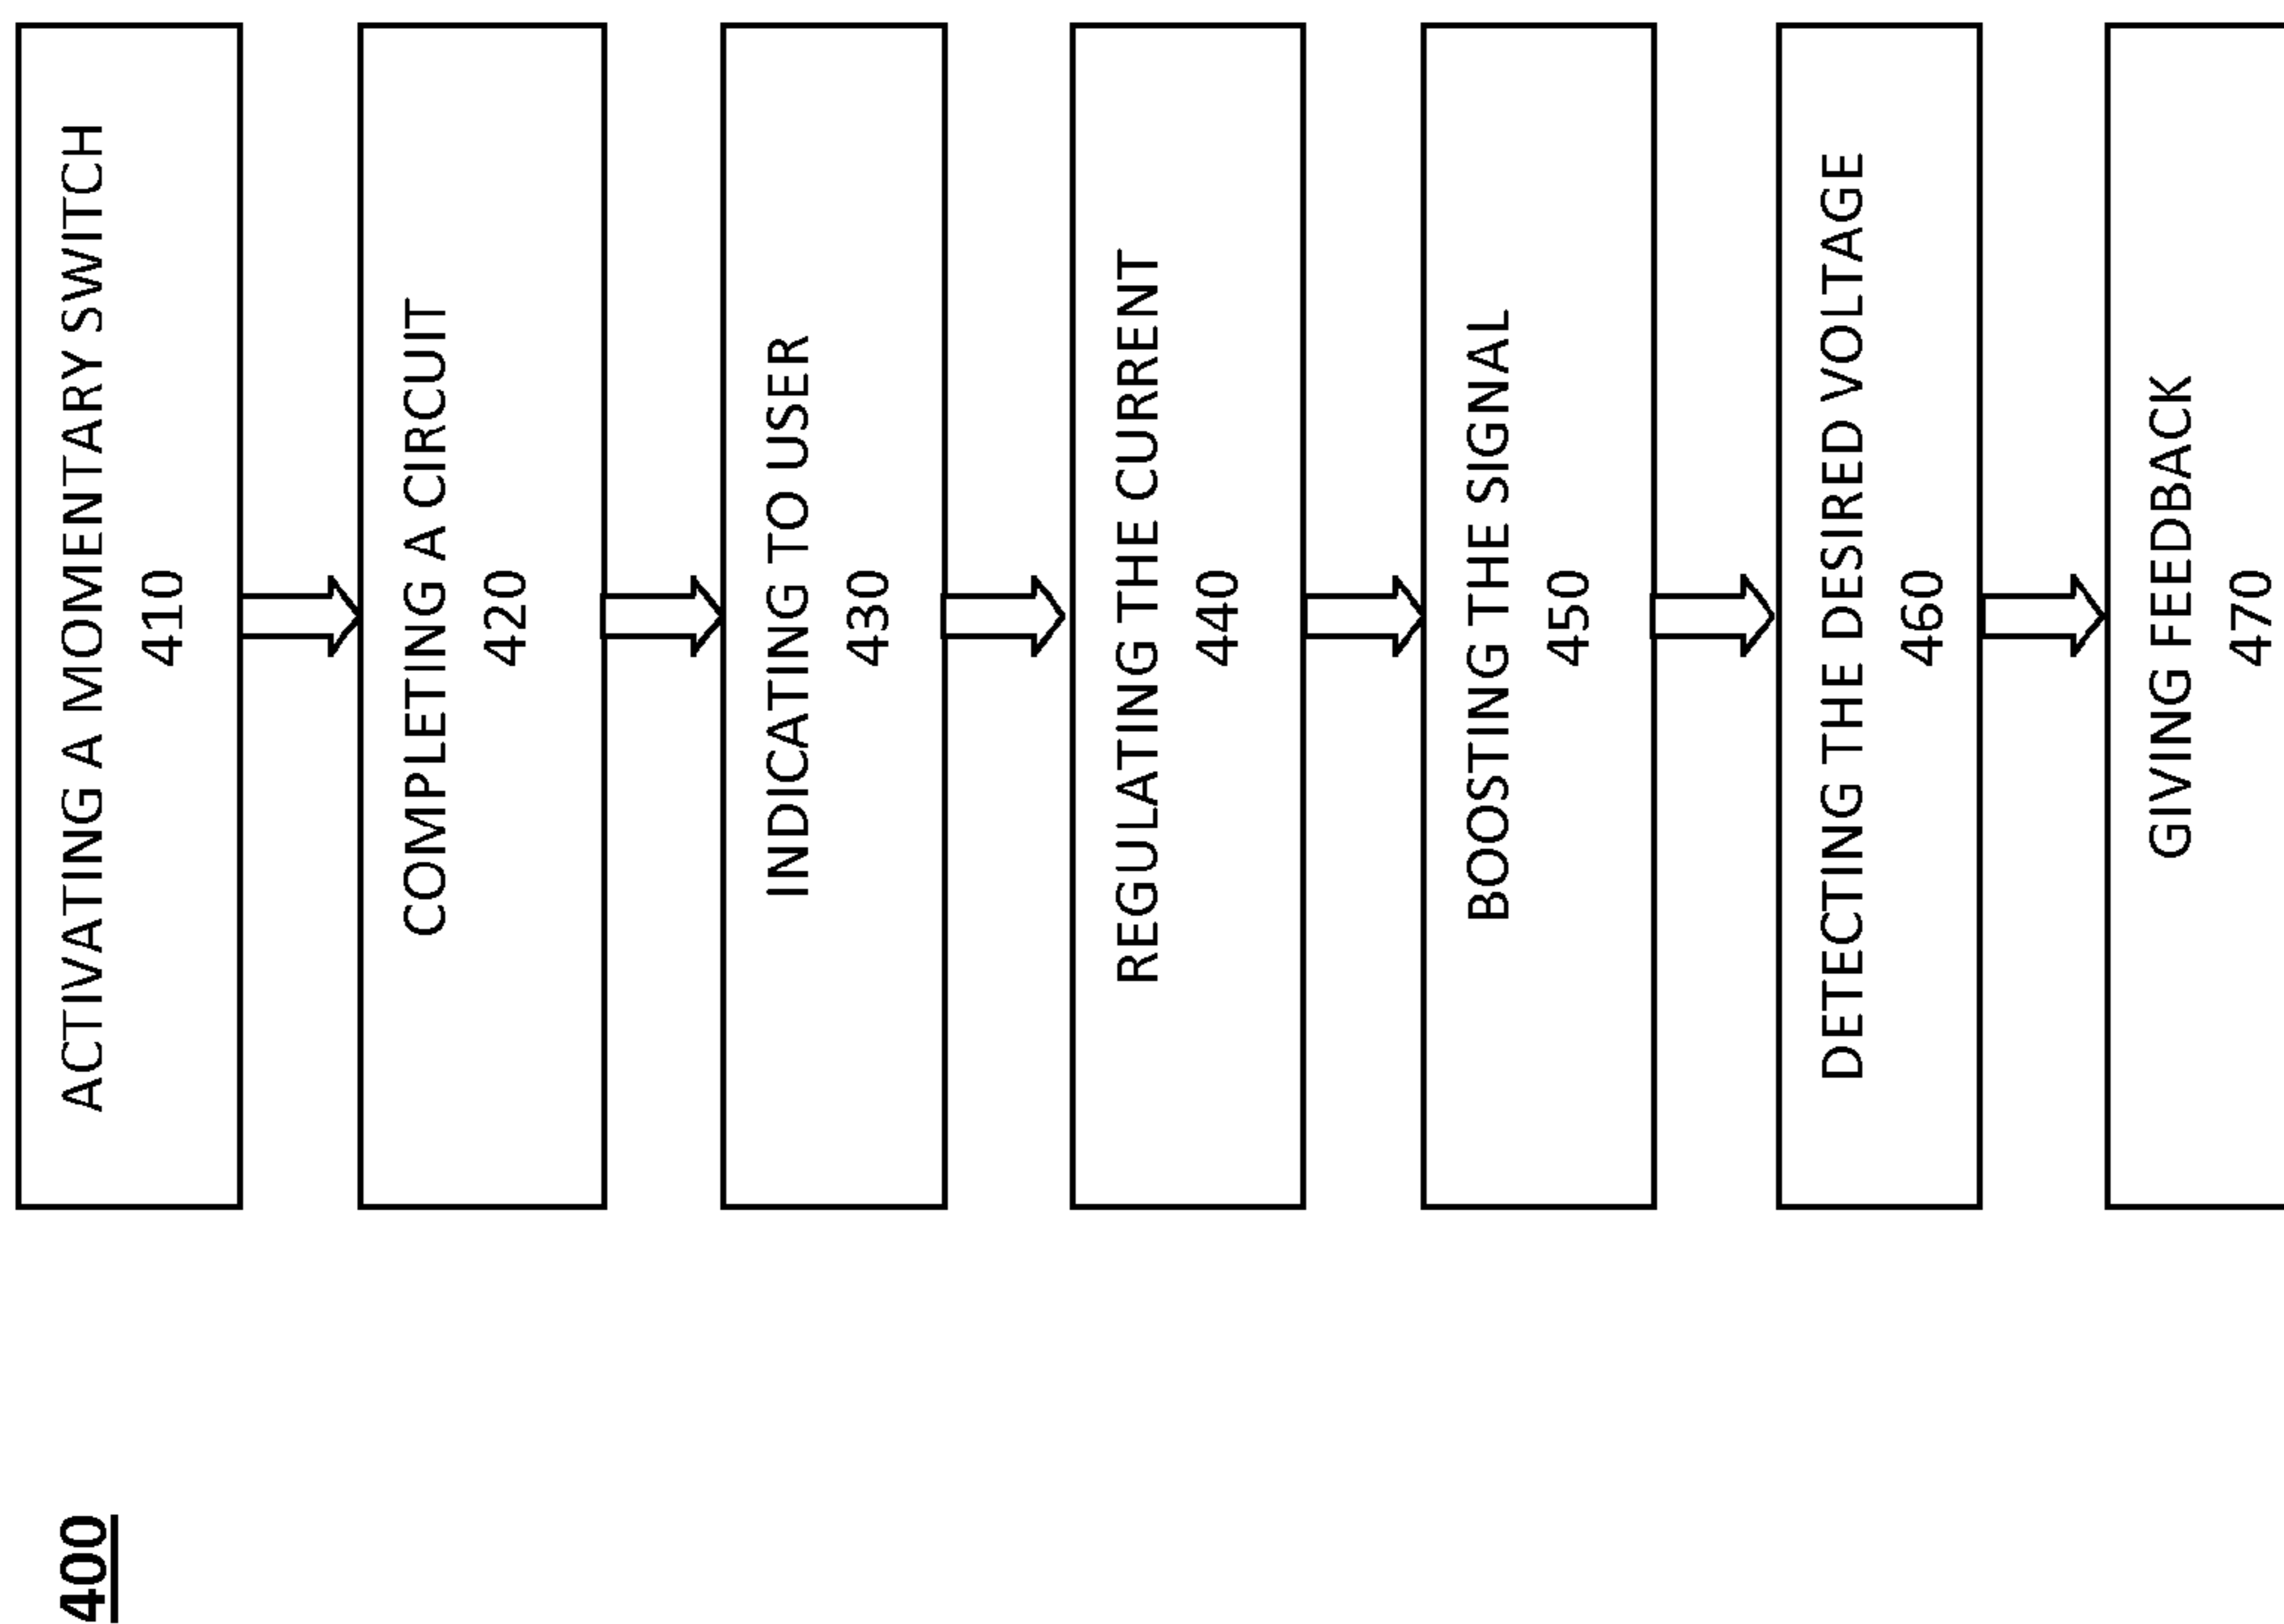 400
ACTIVATING A MOMENTARY SWITCH
410
COMPLETING A CIRCUIT
420
INDICATING TO USER
430
REGULATING THE CURRENT
440
BOOSTING THE SIGNAL
450
DETECTING THE DESIRED VOLTAGE
460
GIVING FEEDBACK
470